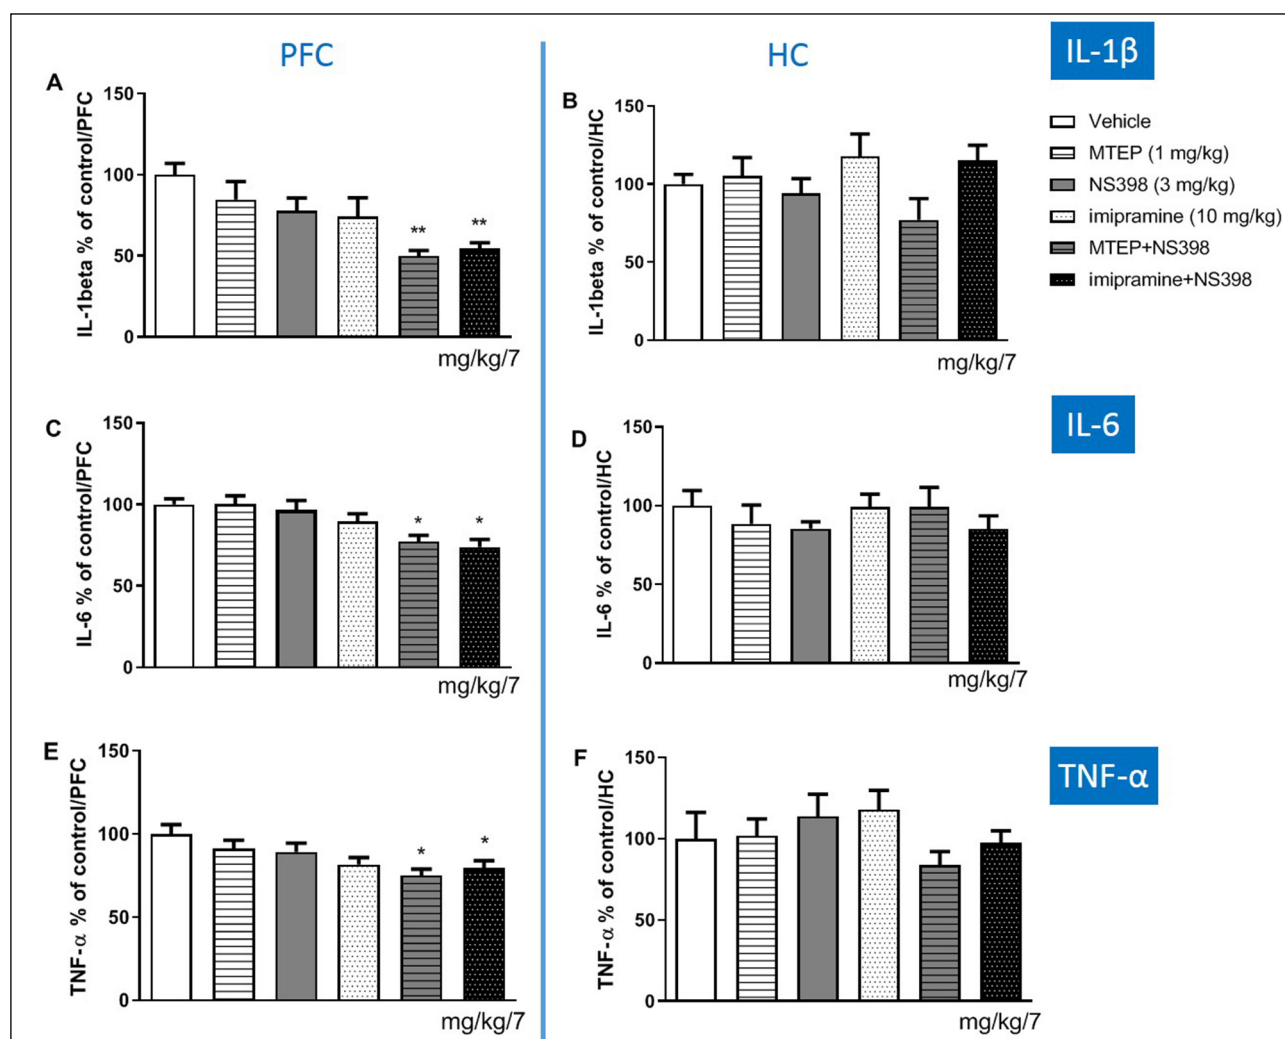 PFC
HC
IL-1β
A
IL-1beta % of control/PFC
150
100
50
0
**
**
mg/kg/7
B
IL-1beta % of control/HC
150
100
50
0
mg/kg/7
Vehicle
MTEP (1 mg/kg)
NS398 (3 mg/kg)
imipramine (10 mg/kg)
MTEP+NS398
imipramine+NS398
C
IL-6 % of control/PFC
150
100
50
0
*
*
mg/kg/7
D
IL-6 % of control/HC
150
100
50
0
mg/kg/7
IL-6
E
TNF-α % of control/PFC
150
100
50
0
*
*
mg/kg/7
F
TNF-α % of control/HC
150
100
50
0
mg/kg/7
TNF-α